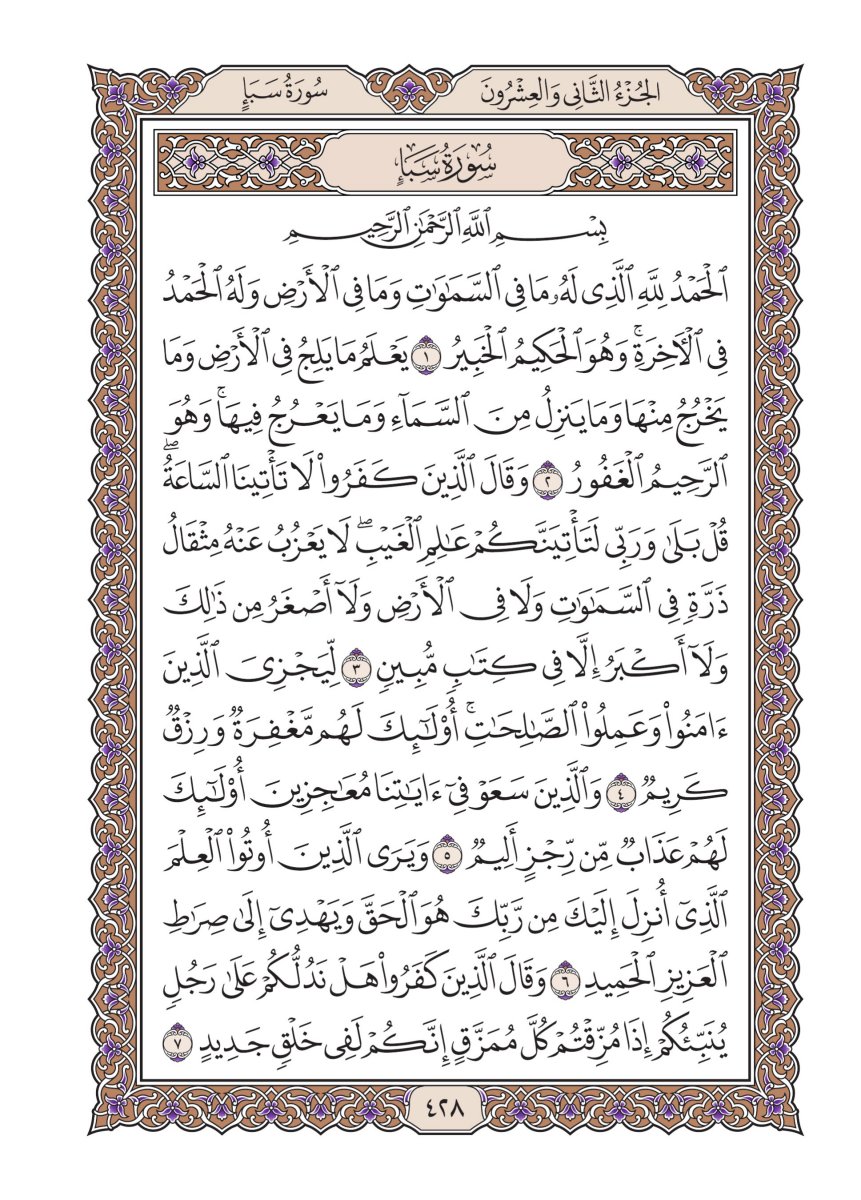 الجُزْءُ الثَّانِى وَالعِشْرُونَ
سُورَةُ سَبَإٍ
سُورَةُ سَبَإٍ
بِسْمِ ٱللَّهِ ٱلرَّحْمَٰنِ ٱلرَّحِيمِ
ٱلْحَمْدُ لِلَّهِ ٱلَّذِى لَهُۥ مَا فِى ٱلسَّمَٰوَٰتِ وَمَا فِى ٱلْأَرْضِ وَلَهُ ٱلْحَمْدُ
فِى ٱلْأَخِرَةِۚ وَهُوَ ٱلْحَكِيمُ ٱلْخَبِيرُ ١ يَعْلَمُ مَا يَلِجُ فِى ٱلْأَرْضِ وَمَا
يَخْرُجُ مِنْهَا وَمَا يَنزِلُ مِنَ ٱلسَّمَآءِ وَمَا يَعْرُجُ فِيهَاۚ وَهُوَ
ٱلرَّحِيمُ ٱلْغَفُورُ ٢ وَقَالَ ٱلَّذِينَ كَفَرُوا۟ لَا تَأْتِينَا ٱلسَّاعَةُۖ
قُلْ بَلَىٰ وَرَبِّى لَتَأْتِيَنَّكُمْ عَٰلِمِ ٱلْغَيْبِۖ لَا يَعْزُبُ عَنْهُ مِثْقَالُ
ذَرَّةٍ فِى ٱلسَّمَٰوَٰتِ وَلَا فِى ٱلْأَرْضِ وَلَآ أَصْغَرُ مِن ذَٰلِكَ
وَلَآ أَكْبَرُ إِلَّا فِى كِتَٰبٍ مُّبِينٍ ٣ لِّيَجْزِىَ ٱلَّذِينَ
ءَامَنُوا۟ وَعَمِلُوا۟ ٱلصَّٰلِحَٰتِۚ أُو۟لَٰٓئِكَ لَهُم مَّغْفِرَةٌ وَرِزْقٌ
كَرِيمٌ ٤ وَٱلَّذِينَ سَعَوْ فِىٓ ءَايَٰتِنَا مُعَٰجِزِينَ أُو۟لَٰٓئِكَ
لَهُمْ عَذَابٌ مِّن رِّجْزٍ أَلِيمٌ ٥ وَيَرَى ٱلَّذِينَ أُوتُوا۟ ٱلْعِلْمَ
ٱلَّذِىٓ أُنزِلَ إِلَيْكَ مِن رَّبِّكَ هُوَ ٱلْحَقَّ وَيَهْدِىٓ إِلَىٰ صِرَٰطِ
ٱلْعَزِيزِ ٱلْحَمِيدِ ٦ وَقَالَ ٱلَّذِينَ كَفَرُوا۟ هَلْ نَدُلُّكُمْ عَلَىٰ رَجُلٍ
يُنَبِّئُكُمْ إِذَا مُزِّقْتُمْ كُلَّ مُمَزَّقٍ إِنَّكُمْ لَفِى خَلْقٍ جَدِيدٍ ٧
٤٢٨